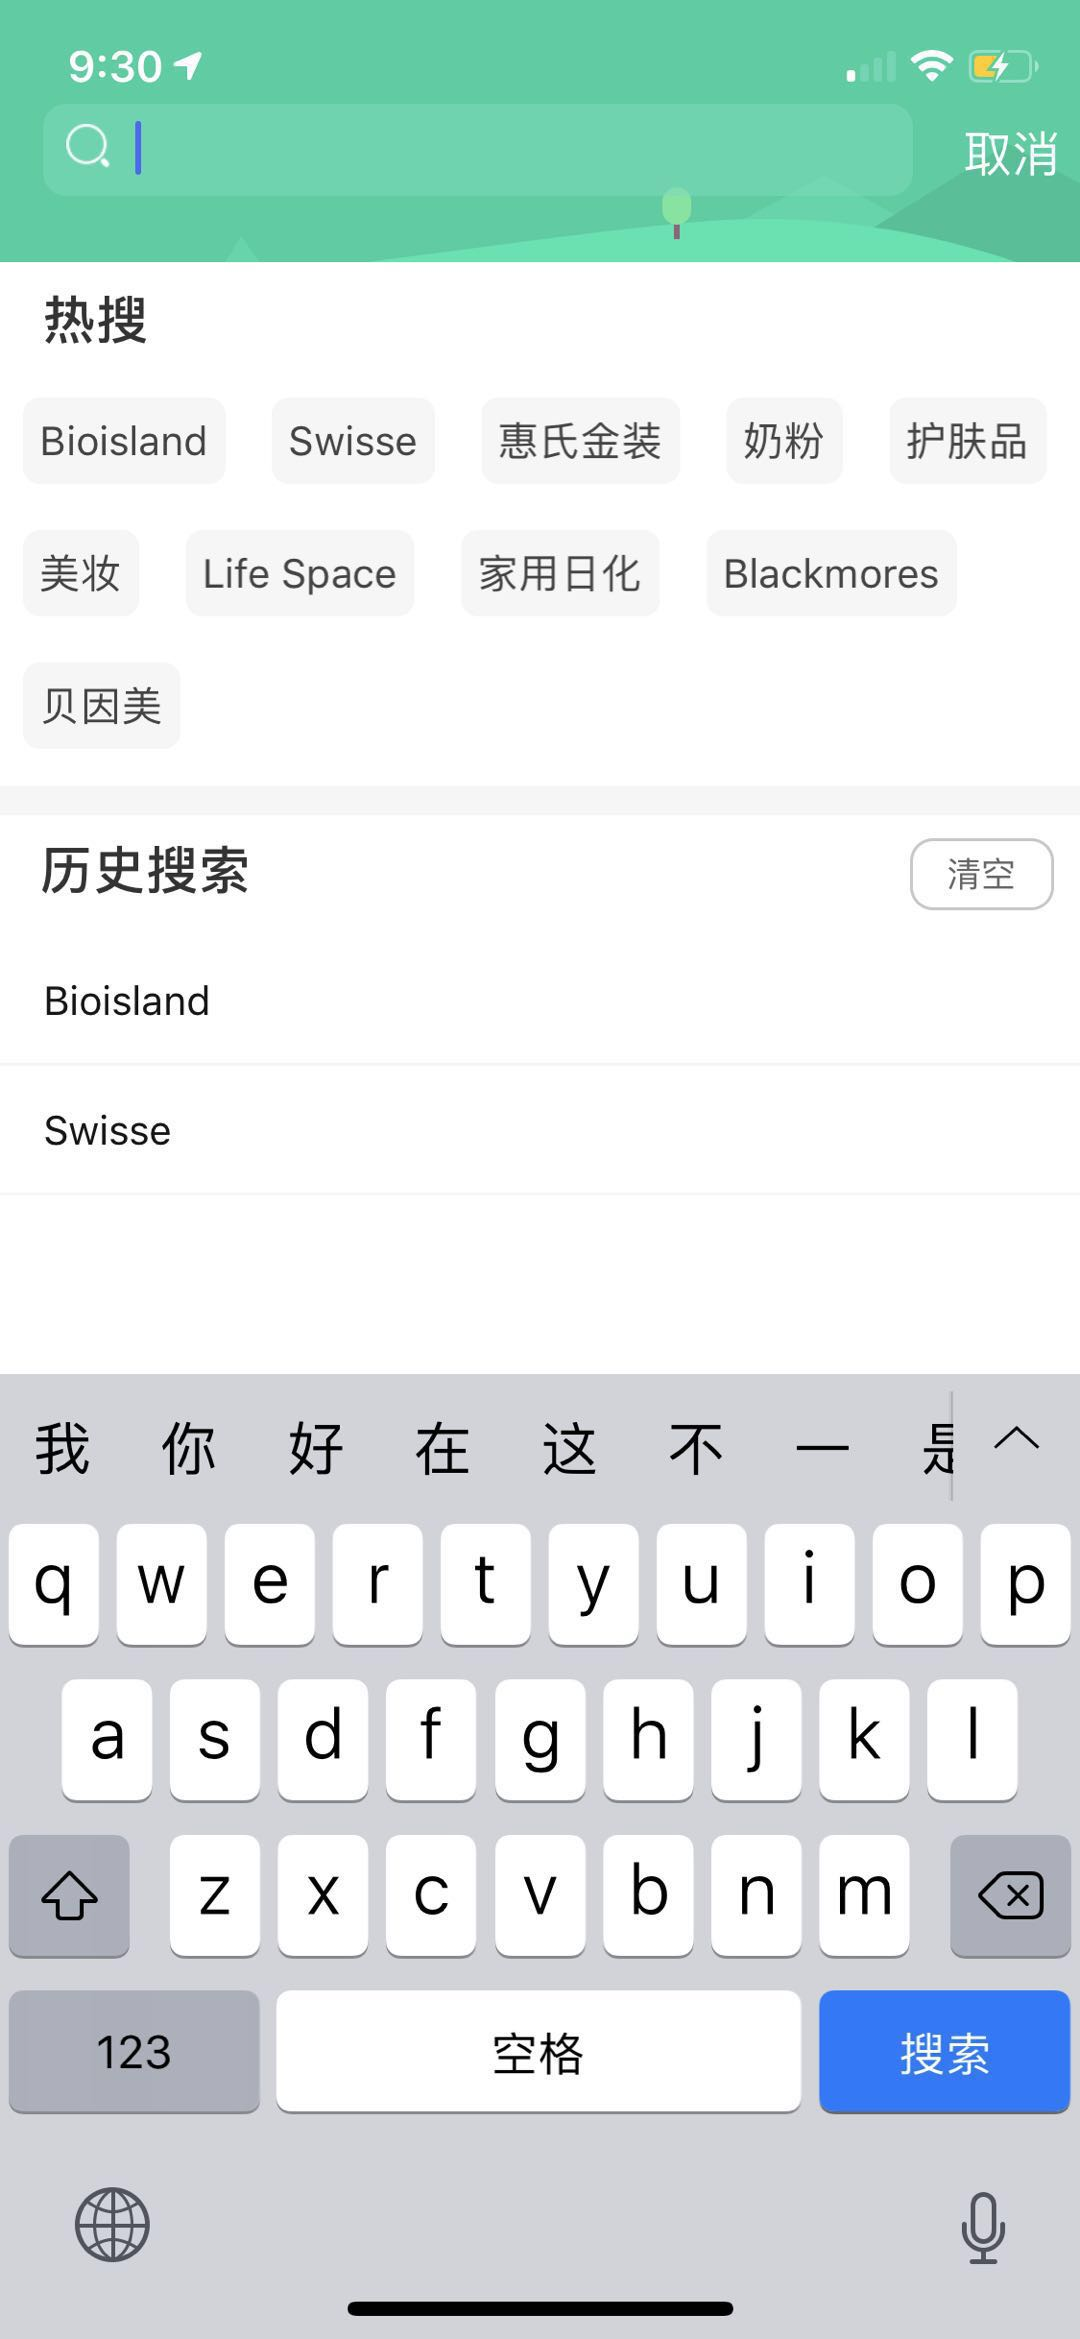 9:30
取消
热搜
Bioisland Swisse 惠氏金装 奶粉 护肤品
美妆 Life Space 家用日化 Blackmores
贝因美
历史搜索 清空
Bioisland
Swisse
我 你 好 在 这 不 一 是
q w e r t y u i o p
a s d f g h j k l
z x c v b n m
123 空格 搜索